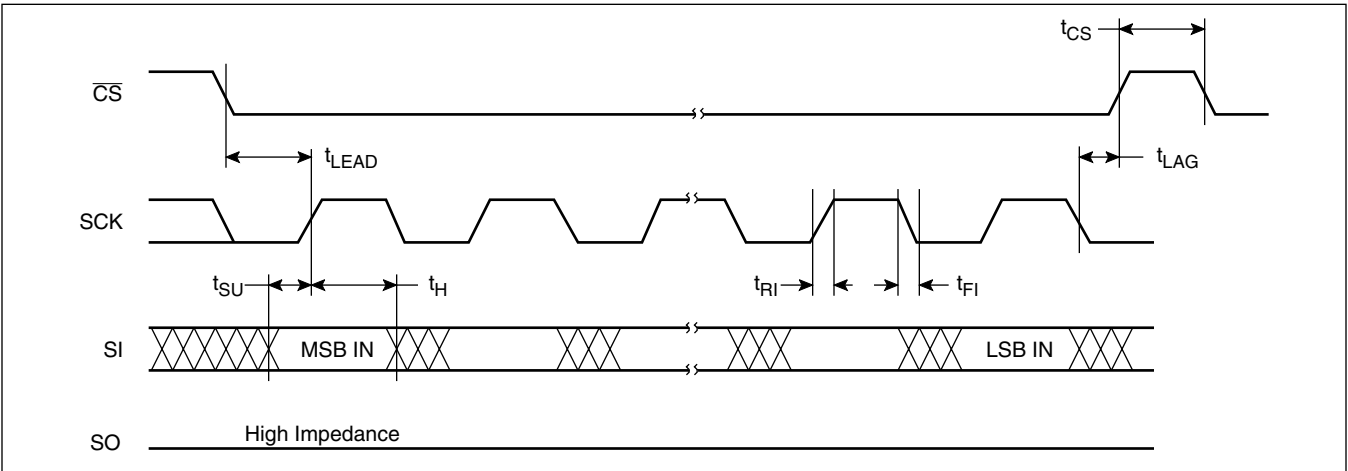 tCS
CS
tLEAD
tLAG
SCK
tSU
tH
tRI
tFI
SI
MSB IN
LSB IN
High Impedance
SO